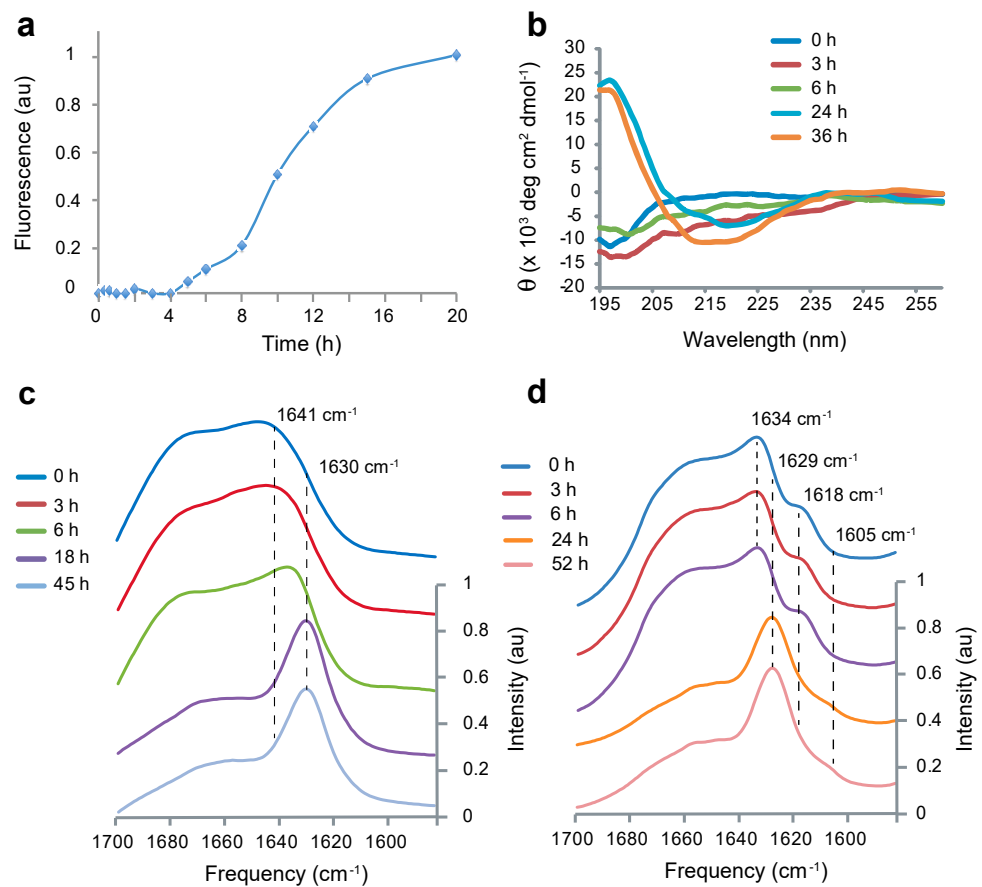 a
Fluorescence (au)
1
0.8
0.6
0.4
0.2
0
0 4 8 12 16 20
Time (h)
b
0 h
3 h
6 h
24 h
36 h
θ (x 10³ deg cm² dmol⁻¹)
30
25
20
15
10
5
0
-5
-10
-15
-20
195 205 215 225 235 245 255
Wavelength (nm)
c
1641 cm⁻¹
1630 cm⁻¹
0 h
3 h
6 h
18 h
45 h
1
0.8
0.6
0.4
0.2
0
Intensity (au)
1700 1680 1660 1640 1620 1600
Frequency (cm⁻¹)
d
1634 cm⁻¹
1629 cm⁻¹
1618 cm⁻¹
1605 cm⁻¹
0 h
3 h
6 h
24 h
52 h
1
0.8
0.6
0.4
0.2
0
Intensity (au)
1700 1680 1660 1640 1620 1600
Frequency (cm⁻¹)